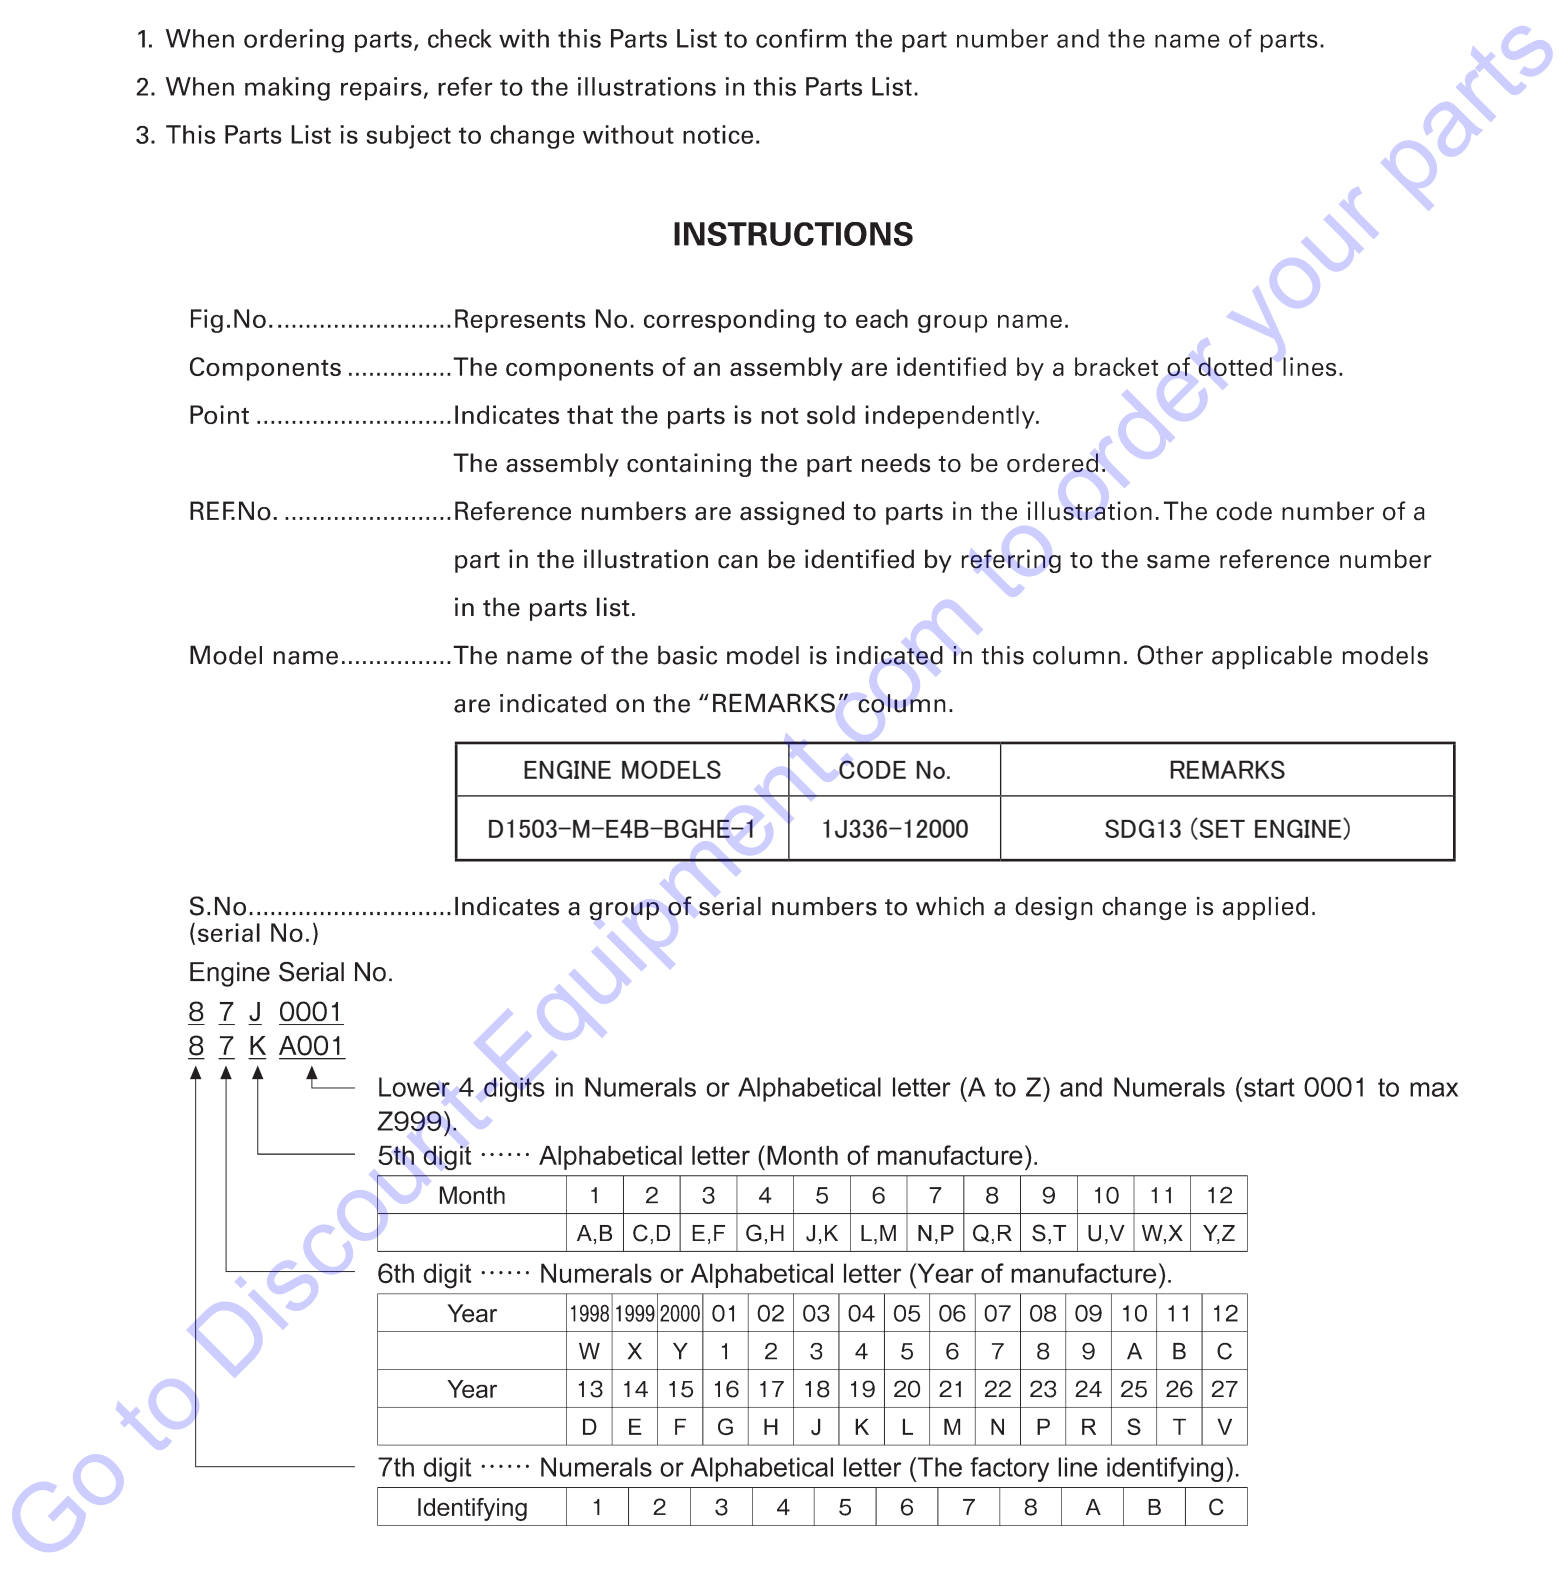 1. When ordering parts, check with this Parts List to confirm the part number and the name of parts.
2. When making repairs, refer to the illustrations in this Parts List.
3. This Parts List is subject to change without notice.
INSTRUCTIONS
Fig.No..........................Represents No. corresponding to each group name.
Components ...............The components of an assembly are identified by a bracket of dotted lines.
Point ............................Indicates that the parts is not sold independently.
The assembly containing the part needs to be ordered.
REF.No. ........................Reference numbers are assigned to parts in the illustration. The code number of a
part in the illustration can be identified by referring to the same reference number
in the parts list.
Model name................The name of the basic model is indicated in this column. Other applicable models
are indicated on the “REMARKS” column.
ENGINE MODELS CODE No. REMARKS
D1503-M-E4B-BGHE-1 1J336-12000 SDG13 (SET ENGINE)
S.No.............................Indicates a group of serial numbers to which a design change is applied.
(serial No.)
Engine Serial No.
8 7 J 0001
8 7 K A001
Lower 4 digits in Numerals or Alphabetical letter (A to Z) and Numerals (start 0001 to max
Z999).
5th digit ⋯⋯ Alphabetical letter (Month of manufacture).
Month 1 2 3 4 5 6 7 8 9 10 11 12
A,B C,D E,F G,H J,K L,M N,P Q,R S,T U,V W,X Y,Z
6th digit ⋯⋯ Numerals or Alphabetical letter (Year of manufacture).
Year 1998 1999 2000 01 02 03 04 05 06 07 08 09 10 11 12
W X Y 1 2 3 4 5 6 7 8 9 A B C
Year 13 14 15 16 17 18 19 20 21 22 23 24 25 26 27
D E F G H J K L M N P R S T V
7th digit ⋯⋯ Numerals or Alphabetical letter (The factory line identifying).
Identifying 1 2 3 4 5 6 7 8 A B C
Go to Discount-Equipment.com to order your parts